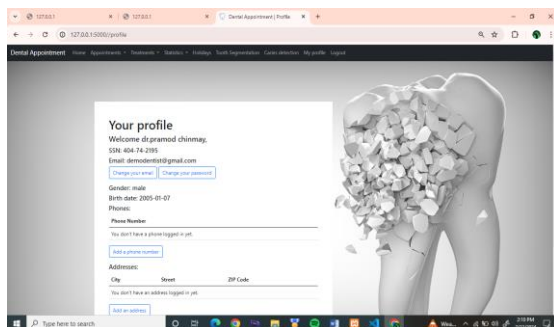 127.0.0.1
127.0.0.1
Dental Appointment | Profile
127.0.0.1:5000//profile
Dental Appointment Home Appointments Treatments Statistics Holidays Tooth Segmentation Caries detection My profile Logout
Your profile
Welcome dr.pramod chinmay,
SSN: 404-74-2195
Email: demodentist@gmail.com
Change your email Change your password
Gender: male
Birth date: 2005-01-07
Phones:
Phone Number
You don't have a phone logged in yet.
Add a phone number
Addresses:
City Street ZIP Code
You don't have an address logged in yet.
Add an address
Type here to search
2:19 PM